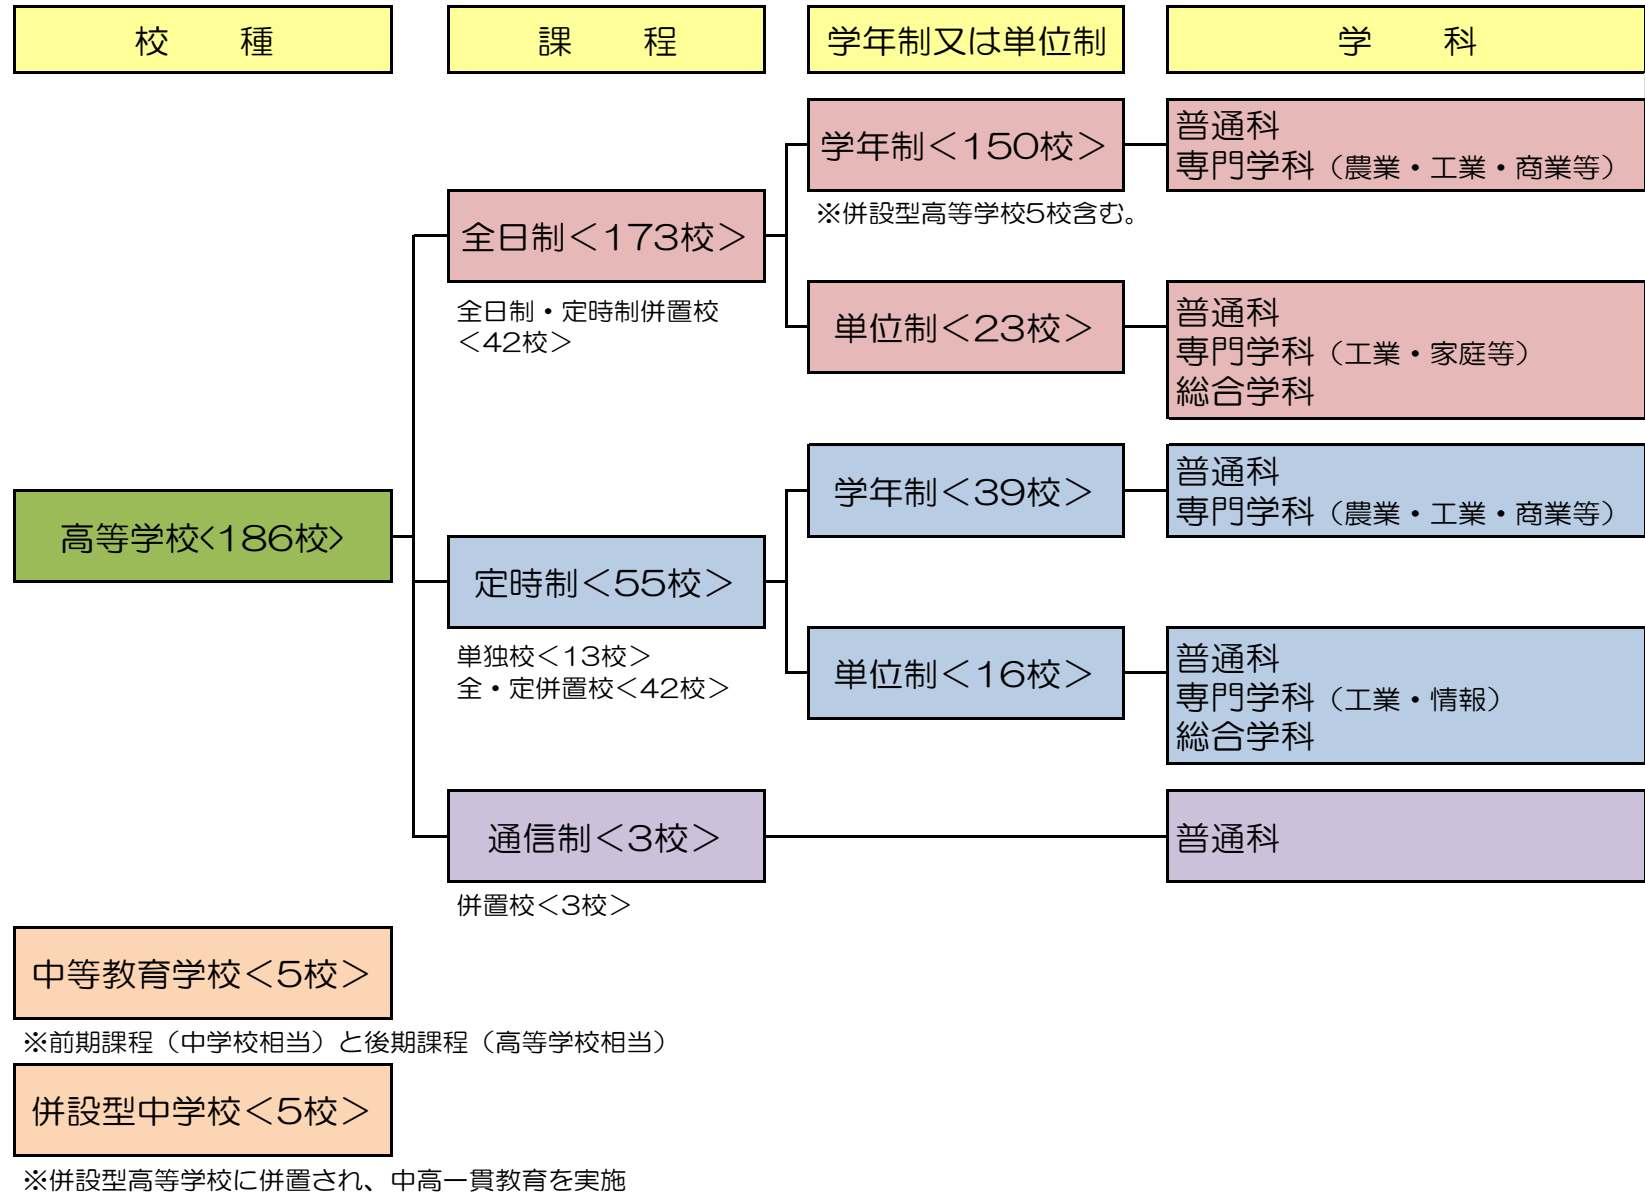 校　種
課　程
学年制又は単位制
学　科
学年制＜150校＞
※併設型高等学校5校含む。
普通科
専門学科（農業・工業・商業等）
全日制＜173校＞
全日制・定時制併置校
＜42校＞
単位制＜23校＞
普通科
専門学科（工業・家庭等）
総合学科
高等学校<186校>
学年制＜39校＞
普通科
専門学科（農業・工業・商業等）
定時制＜55校＞
単独校＜13校＞
全・定併置校＜42校＞
単位制＜16校＞
普通科
専門学科（工業・情報）
総合学科
通信制＜3校＞
併置校＜3校＞
普通科
中等教育学校＜5校＞
※前期課程（中学校相当）と後期課程（高等学校相当）
併設型中学校＜5校＞
※併設型高等学校に併置され、中高一貫教育を実施